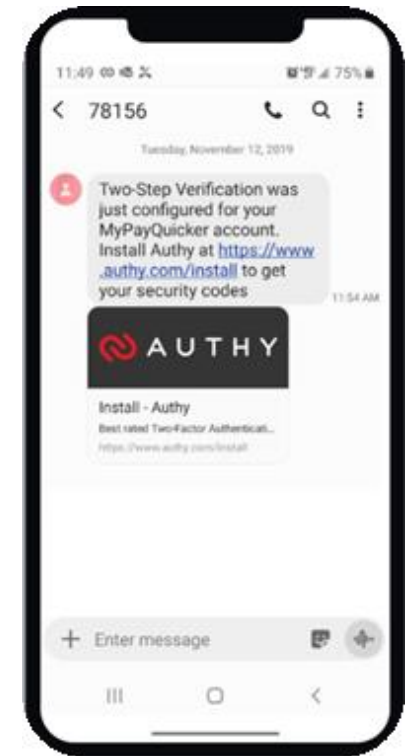 11:49
75%
78156
Tuesday, November 12, 2019
Two-Step Verification was
just configured for your
MyPayQuicker account.
Install Authy at https://www
.authy.com/install to get
your security codes
11:54 AM
AUTHY
Install - Authy
Best rated Two-Factor Authenticati...
https://www.authy.com/install
Enter message